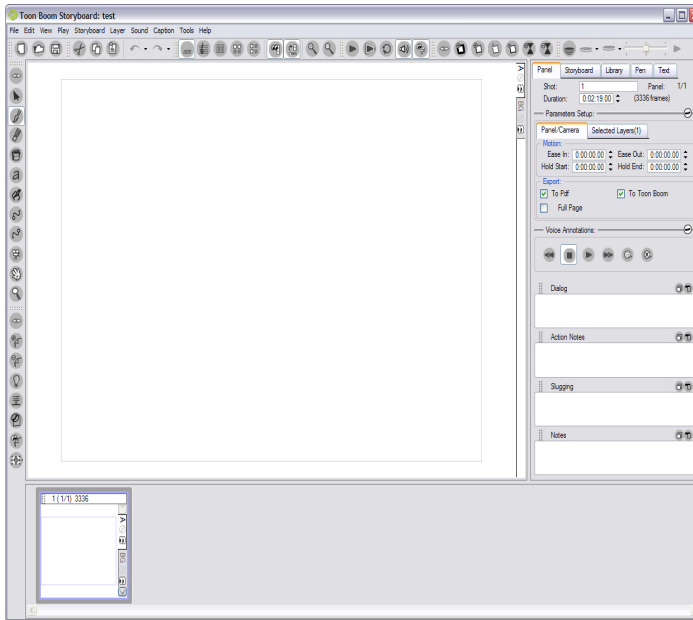 Toon Boom Storyboard: test
File Edit View Play Storyboard Layer Sound Caption Tools Help
Panel Storyboard Library Pen Text
Shot: 1 Panel: 1/1
Duration: 0:02:19.00 (3336 frames)
Parameters Setup:
Panel/Camera Selected Layers(1)
Motion:
Ease In: 0:00:00.00 Ease Out: 0:00:00.00
Hold Start: 0:00:00.00 Hold End: 0:00:00.00
Export:
To Pdf To Toon Boom
Full Page
Voice Annotations:
Dialog
Action Notes
Slugging
Notes
A
BG
1 (1/1) 3336
A
BG